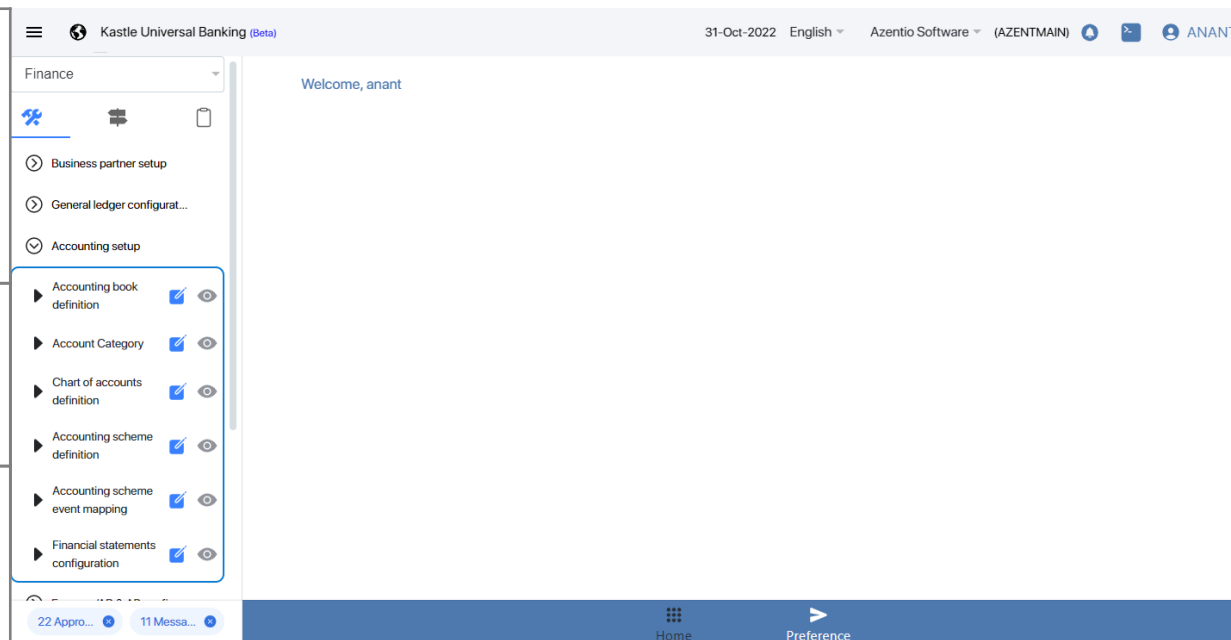 Kastle Universal Banking (Beta)
31-Oct-2022 English Azentio Software (AZENTMAIN) ANANT
Finance
Welcome, anant
Business partner setup
General ledger configurat...
Accounting setup
Accounting book
definition
Account Category
Chart of accounts
definition
Accounting scheme
definition
Accounting scheme
event mapping
Financial statements
configuration
22 Appro... 11 Messa...
Home Preference